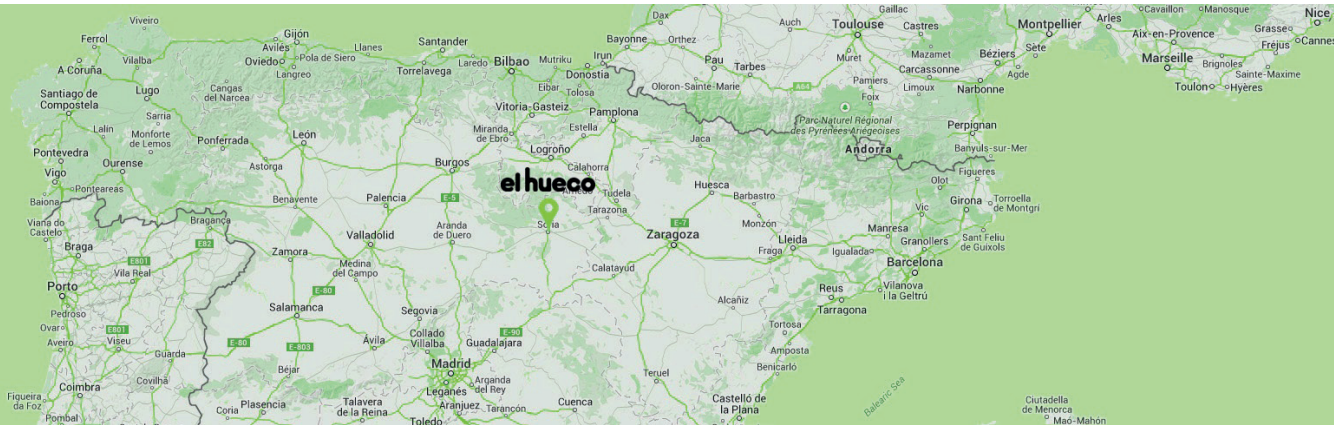 Viveiro
Ferrol
Gijón
Avilés
Llanes
Santander
Bayonne
Dax
Orthez
Auch
Toulouse
Gaillac
Castres
Montpellier
Arles
Cavaillon
Manosque
Nice
Grasse
Cannes
A Coruña
Vilalba
Oviedo
Pola de Siero
Langreo
Torrelavega
Laredo
Bilbao
Mutriku
Irun
Donostia
Pau
Tarbes
A64
Muret
Mazamet
Carcassonne
Béziers
Sète
Agde
Aix-en-Provence
Marseille
Brignoles
Fréjus
Sainte-Maxime
Toulon
Hyères
Santiago de
Compostela
Lugo
Cangas
del Narcea
Eibar
Tolosa
Oloron-Sainte-Marie
Pamiers
Foix
Limoux
Narbonne
Sarria
Lalín
Monforte
de Lemos
Ponferrada
León
Vitoria-Gasteiz
Miranda
de Ebro
Estella
Pamplona
Jaca
Parc Naturel Régional
des Pyrénées Ariégeoises
Andorra
Perpignan
Banyuls-sur-Mer
Pontevedra
Ourense
Vigo
Astorga
Burgos
Logroño
Calahorra
Figueres
Olot
Ponteareas
Baiona
Benavente
Palencia
E-5
el hueco
Tudela
Tarazona
Huesca
Barbastro
Vic
Girona
Torroella
de Montgrí
Viana do
Castelo
Bragança
Braga
E82
E801
Zamora
Valladolid
Aranda
de Duero
Soria
E-7
Zaragoza
Monzón
Fraga
Lleida
Manresa
Igualada
Granollers
Sant Feliu
de Guíxols
Barcelona
Vila Real
Porto
Medina
del Campo
E-80
Calatayud
Reus
Vilanova
i la Geltrú
Tarragona
Pedroso
Ovar
Aveiro
E801
Viseu
Salamanca
Segovia
Collado
Villalba
E-90
Guadalajara
Alcañiz
Tortosa
Amposta
Benicarló
E-80
E-803
Ávila
Guarda
Béjar
Madrid
Leganés
Arganda
del Rey
Teruel
Coimbra
Covilhã
Figueira
da Foz
Pombal
Coria
Plasencia
Talavera
de la Reina
Aranjuez
Tarancón
Toledo
Cuenca
Castelló de
la Plana
Balearic Sea
Ciutadella
de Menorca
Maó-Mahón